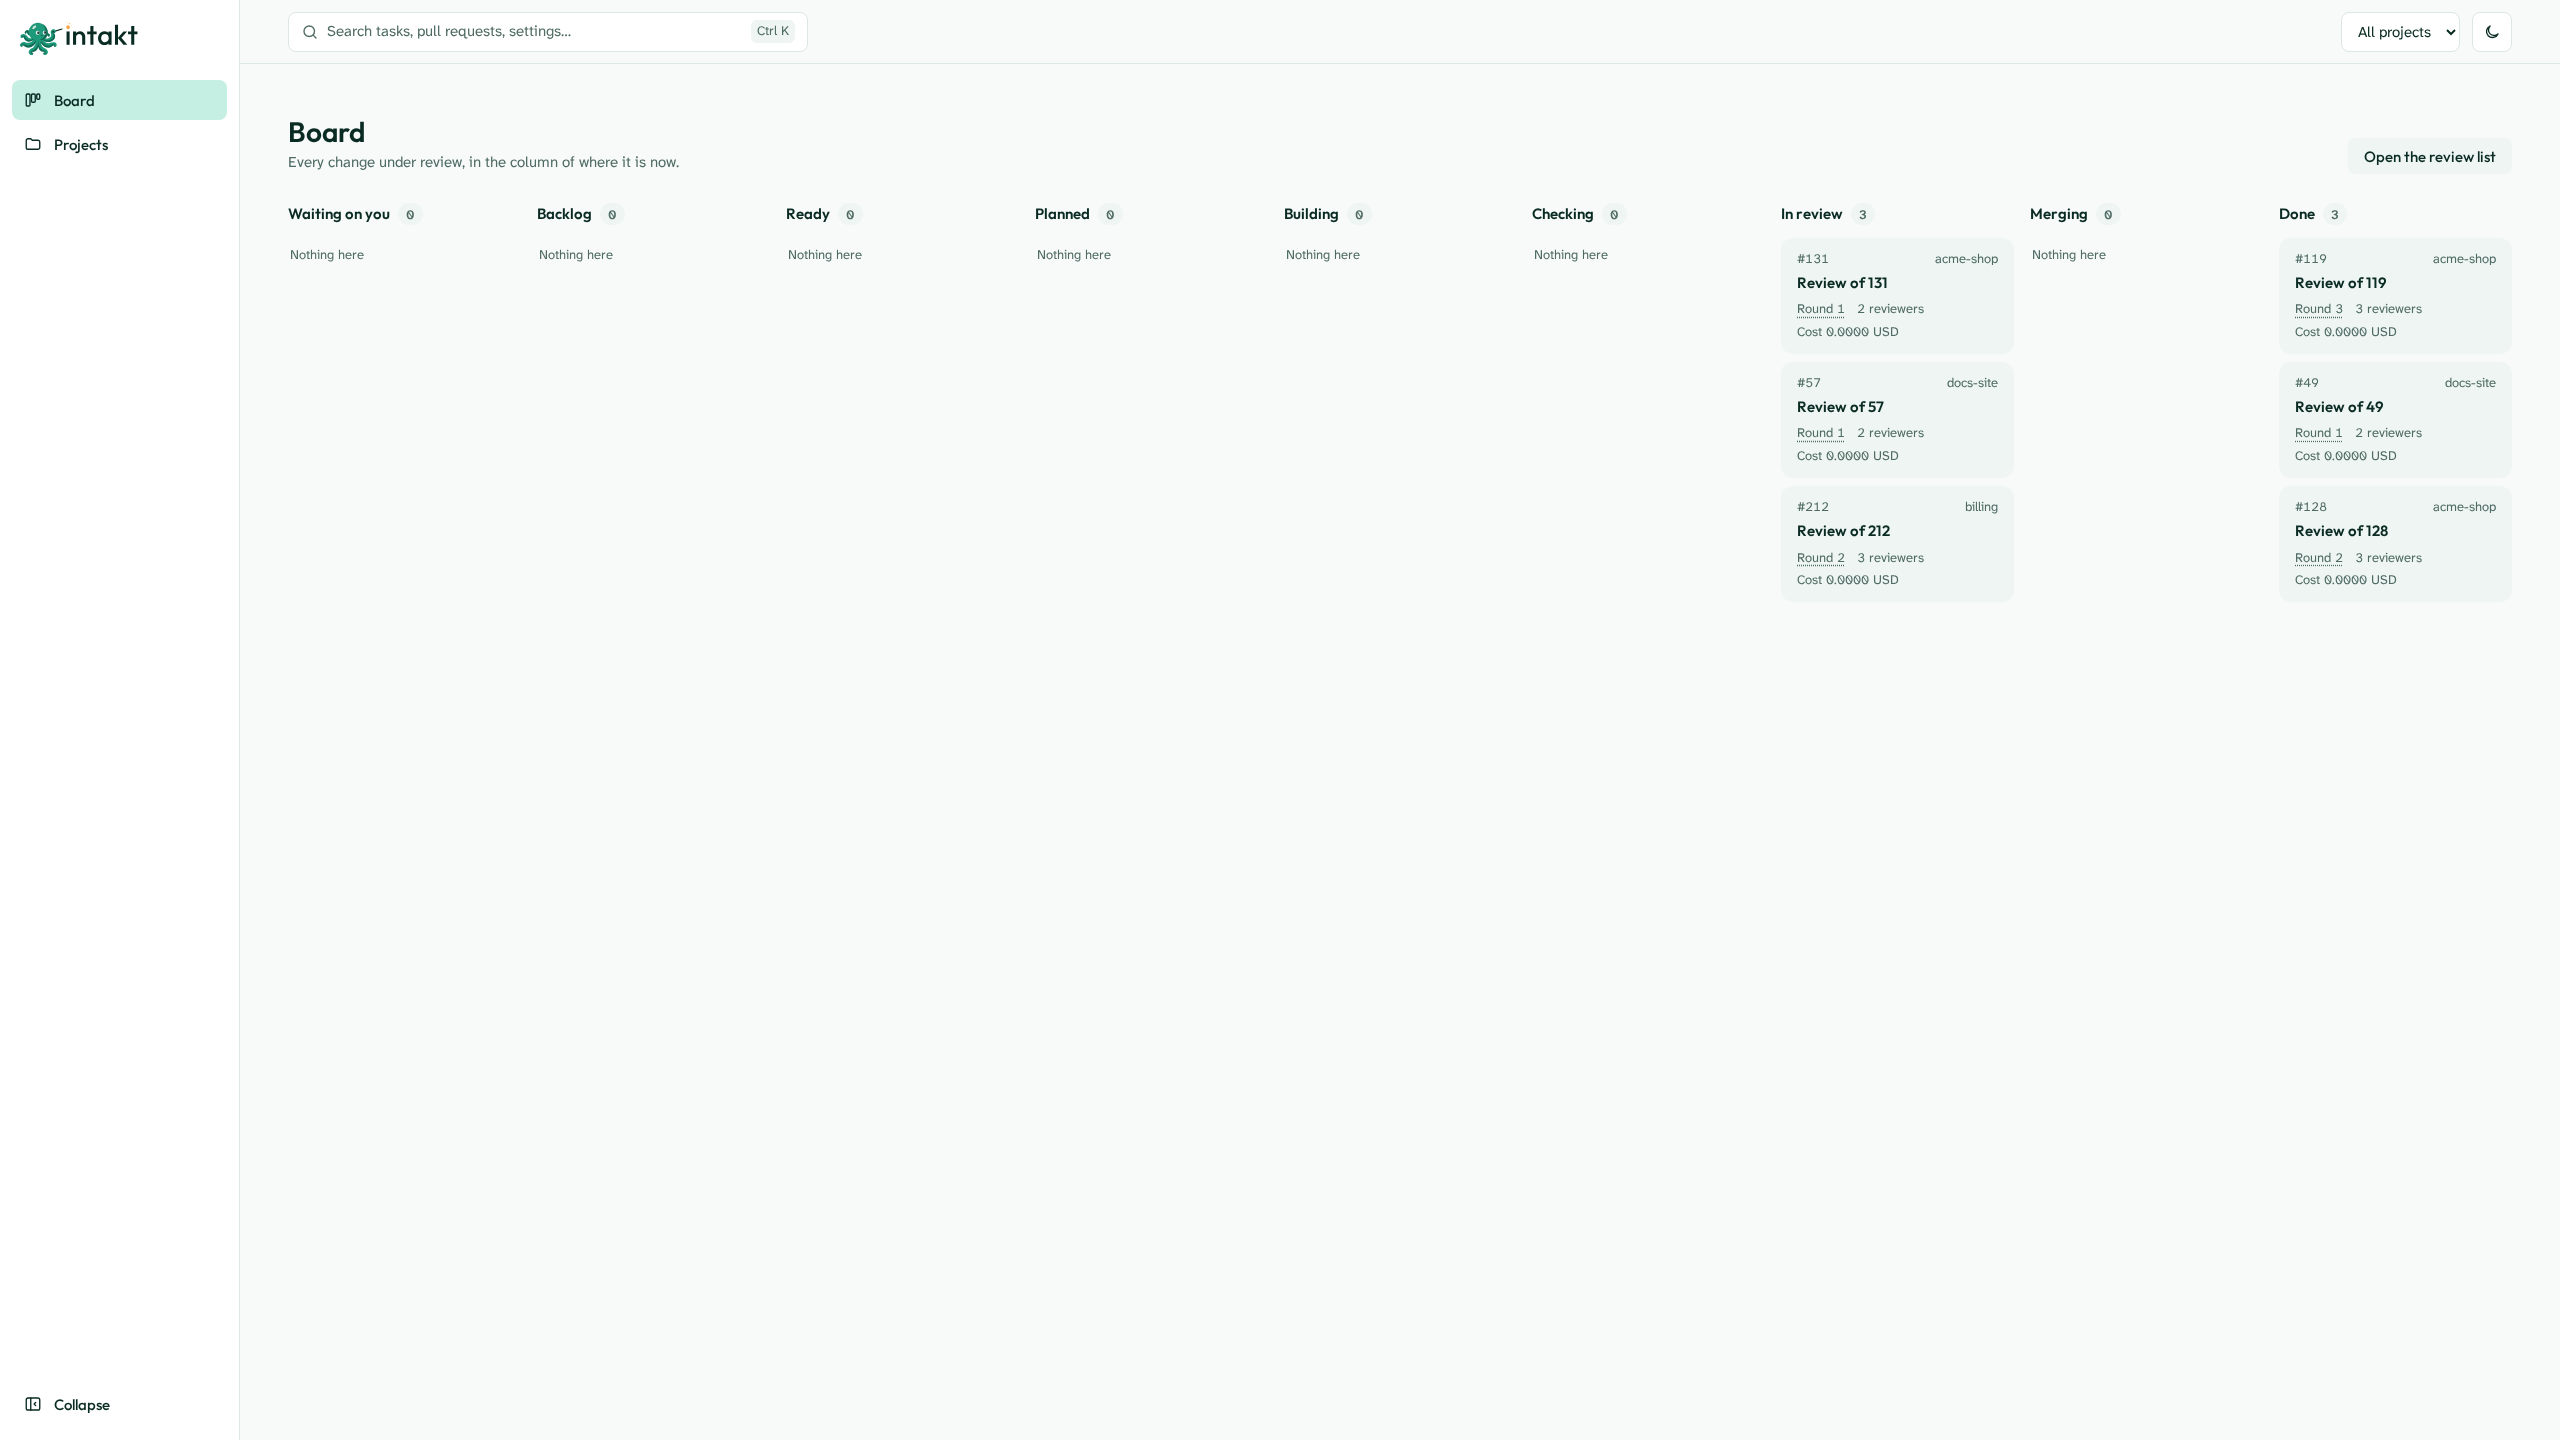 intakt
Search tasks, pull requests, settings...
Ctrl K
All projects
Board
Projects
Board
Every change under review, in the column of where it is now.
Open the review list
Waiting on you 0
Nothing here
Backlog 0
Nothing here
Ready 0
Nothing here
Planned 0
Nothing here
Building 0
Nothing here
Checking 0
Nothing here
In review 3
#131 acme-shop
Review of 131
Round 1 2 reviewers
Cost 0.0000 USD
#57 docs-site
Review of 57
Round 1 2 reviewers
Cost 0.0000 USD
#212 billing
Review of 212
Round 2 3 reviewers
Cost 0.0000 USD
Merging 0
Nothing here
Done 3
#119 acme-shop
Review of 119
Round 3 3 reviewers
Cost 0.0000 USD
#49 docs-site
Review of 49
Round 1 2 reviewers
Cost 0.0000 USD
#128 acme-shop
Review of 128
Round 2 3 reviewers
Cost 0.0000 USD
Collapse